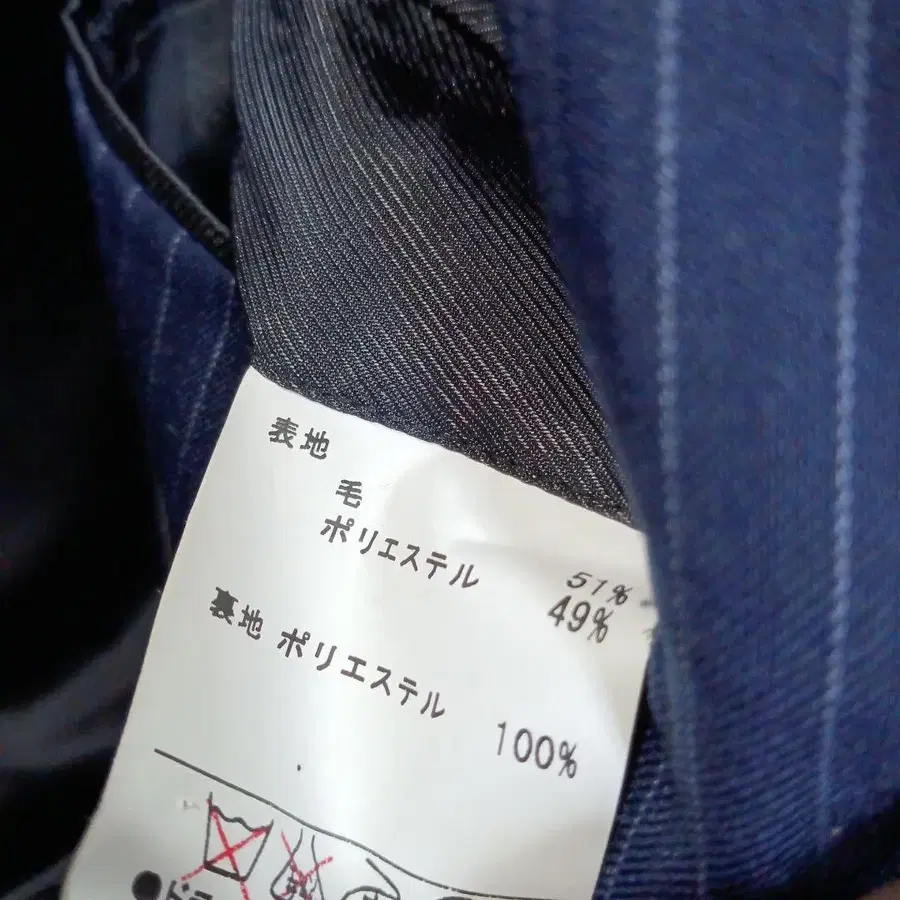 表地
毛 51%
ポリエステル 49%
裏地 ポリエステル 100%